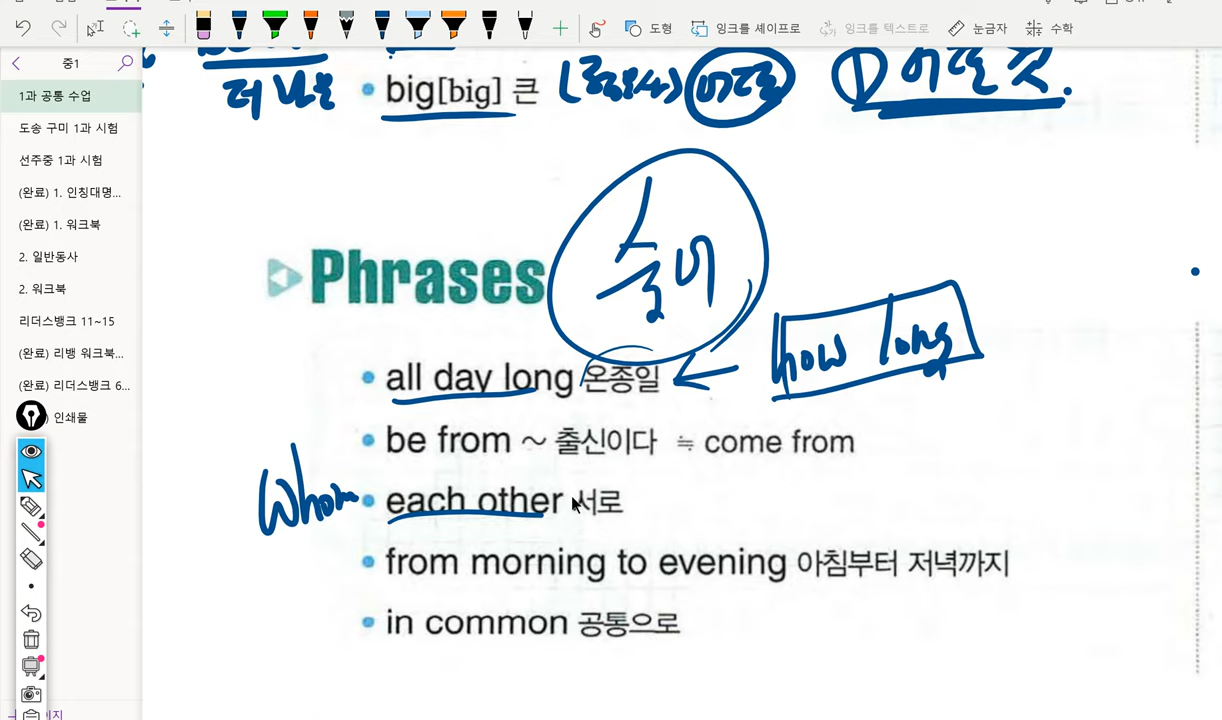 도형
잉크를 셰이프로
잉크를 텍스트로
눈금자
수학
중1
1과 공통 수업
도송 구미 1과 시험
선주중 1과 시험
(완료) 1. 인칭대명...
(완료) 1. 워크북
2. 일반동사
2. 워크북
리더스뱅크 11~15
(완료) 리뱅 워크북...
(완료) 리더스뱅크 6...
인쇄물
big[big] 큰
① 어떤 것.
Phrases
숙어
how long
all day long 온종일
be from ~ 출신이다 ≒ come from
whom
each other 서로
from morning to evening 아침부터 저녁까지
in common 공통으로